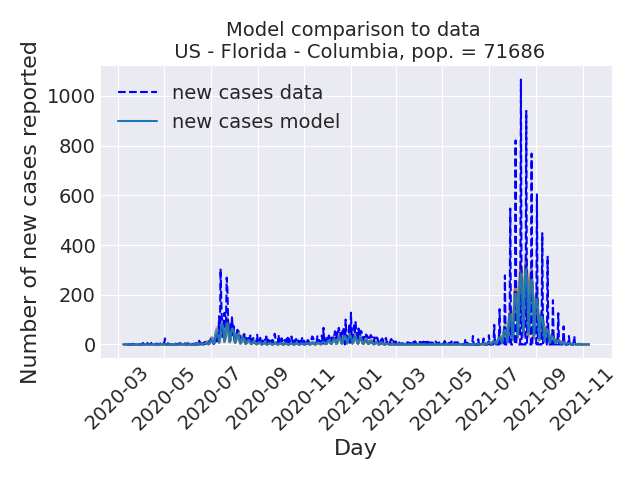 Model comparison to data
US - Florida - Columbia, pop. = 71686
Number of new cases reported
1000
800
600
400
200
0
new cases data
new cases model
2020-03
2020-05
2020-07
2020-09
2020-11
2021-01
2021-03
2021-05
2021-07
2021-09
2021-11
Day